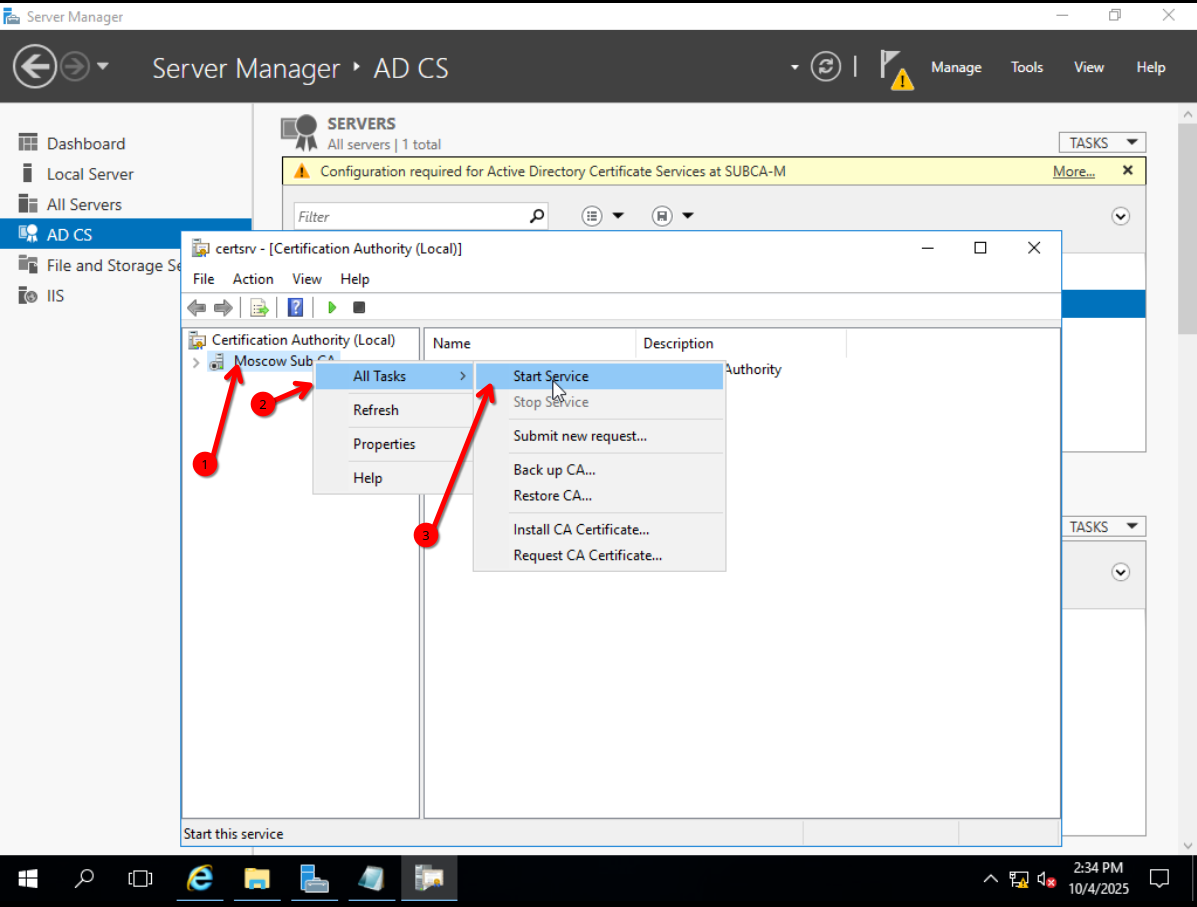 Server Manager
Server Manager ‣ AD CS
Manage
Tools
View
Help
Dashboard
Local Server
All Servers
AD CS
File and Storage Se
IIS
SERVERS
All servers | 1 total
TASKS
Configuration required for Active Directory Certificate Services at SUBCA-M
More...
Filter
certsrv - [Certification Authority (Local)]
File
Action
View
Help
Certification Authority (Local)
Moscow Sub CA
Name
Description
Authority
All Tasks
Refresh
Properties
Help
Start Service
Stop Service
Submit new request...
Back up CA...
Restore CA...
Install CA Certificate...
Request CA Certificate...
1
2
3
TASKS
Start this service
2:34 PM
10/4/2025